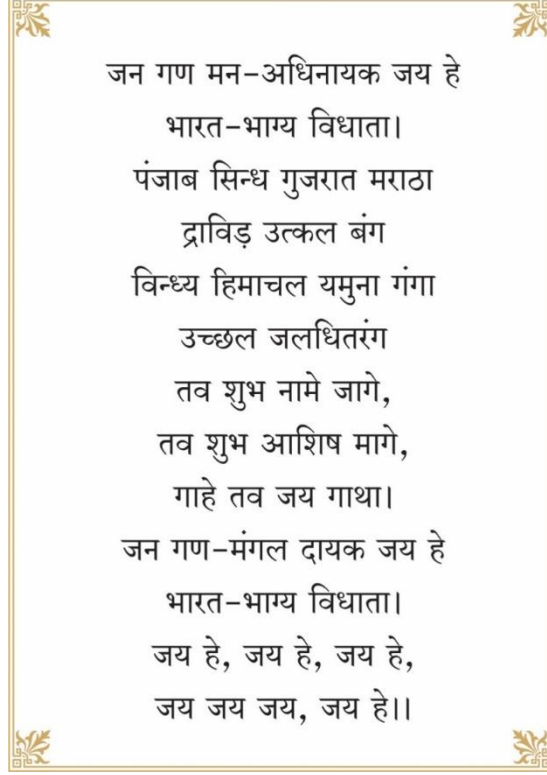 जन गण मन-अधिनायक जय हे
भारत-भाग्य विधाता।
पंजाब सिन्ध गुजरात मराठा
द्राविड़ उत्कल बंग
विन्ध्य हिमाचल यमुना गंगा
उच्छल जलधितरंग
तव शुभ नामे जागे,
तव शुभ आशिष मागे,
गाहे तव जय गाथा।
जन गण-मंगल दायक जय हे
भारत-भाग्य विधाता।
जय हे, जय हे, जय हे,
जय जय जय, जय हे।।